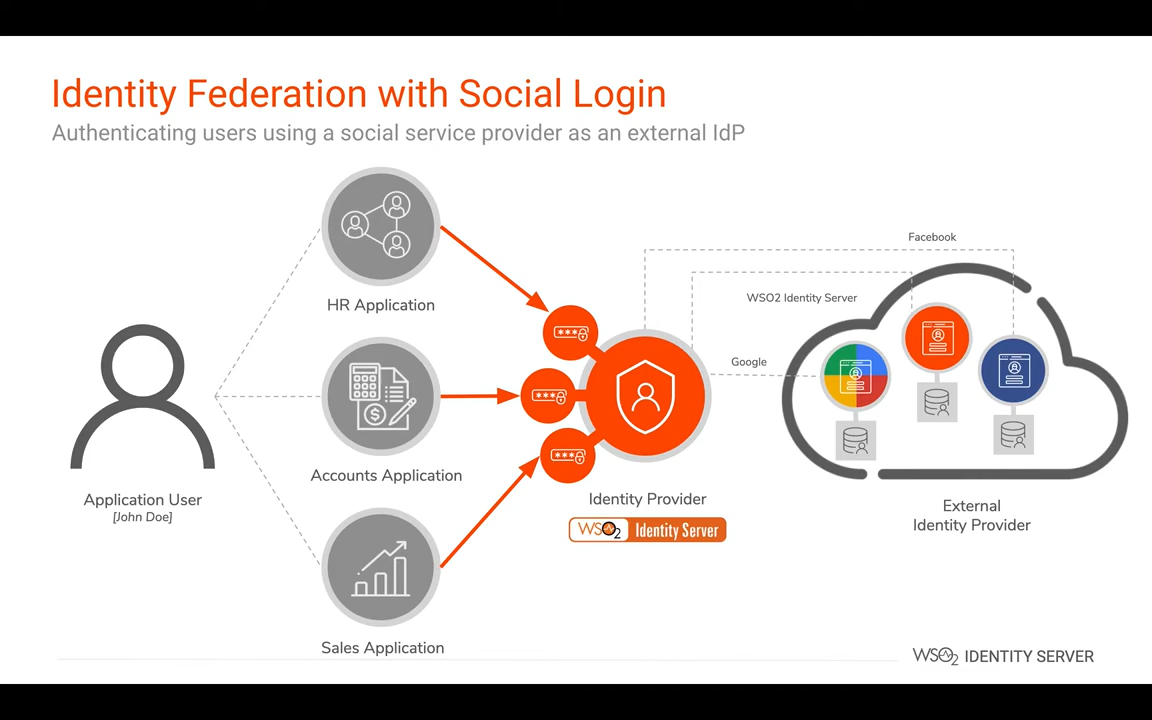 Identity Federation with Social Login
Authenticating users using a social service provider as an external IdP
HR Application
Accounts Application
Sales Application
Application User
[John Doe]
***
***
***
Identity Provider
WSO2 Identity Server
Facebook
WSO2 Identity Server
Google
$
External
Identity Provider
WSO2 IDENTITY SERVER